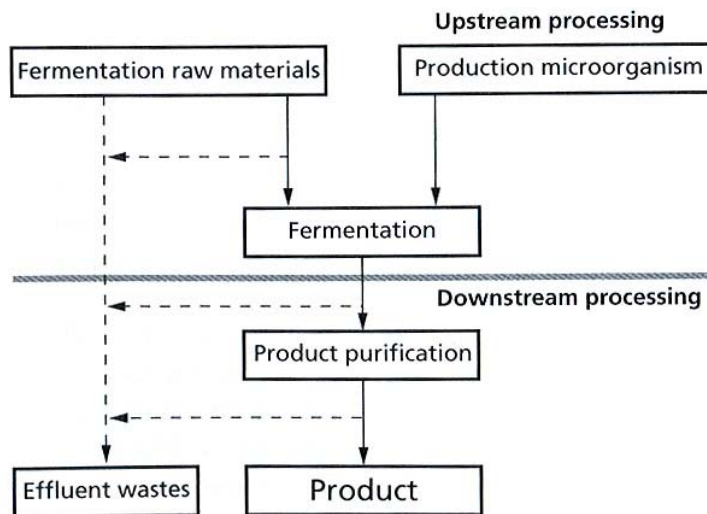 Upstream processing
Fermentation raw materials
Production microorganism
Fermentation
Downstream processing
Product purification
Effluent wastes
Product